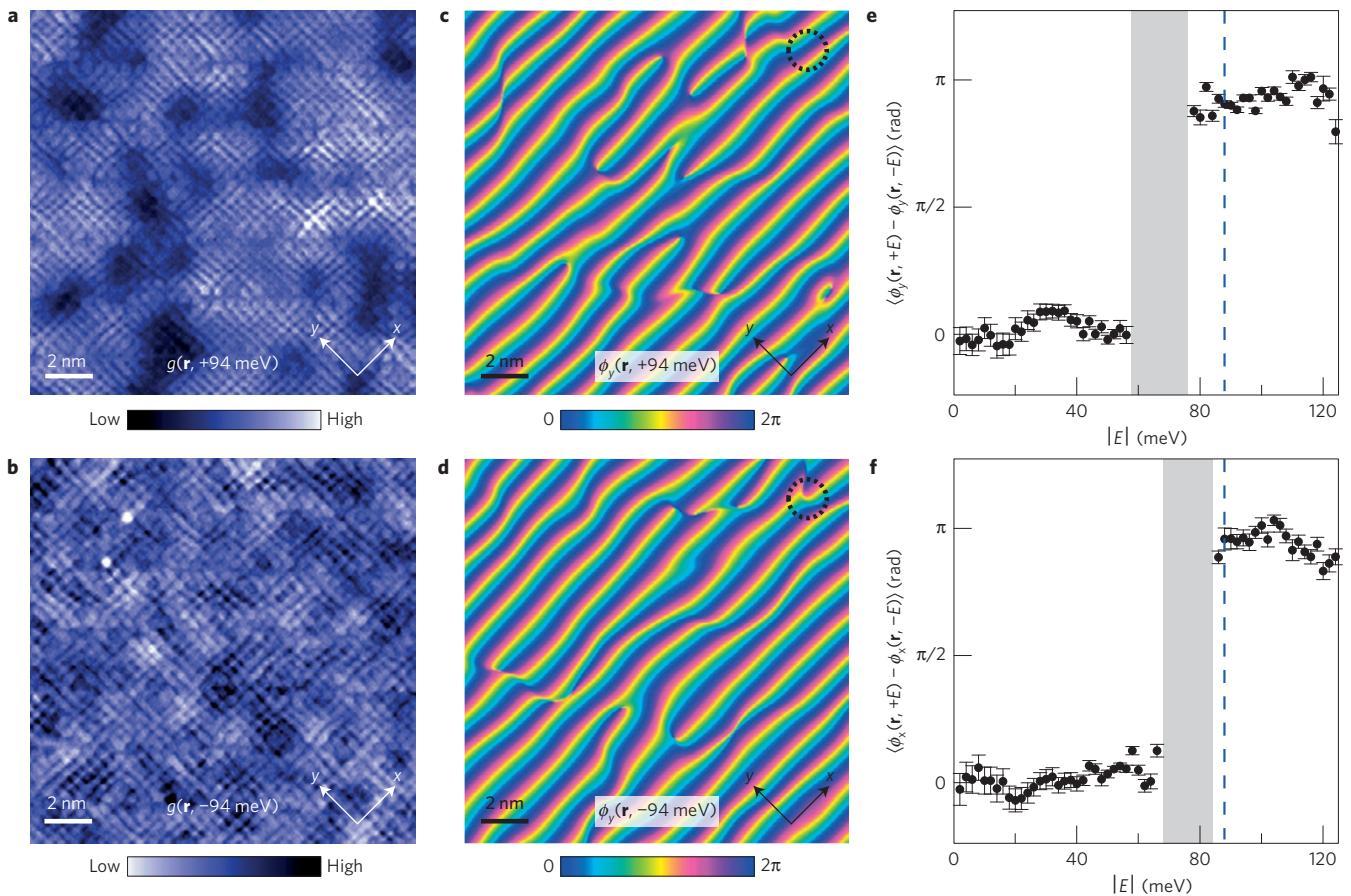 a
y
x
2 nm
g(r, +94 meV)
Low
High
b
y
x
g(r, −94 meV)
2 nm
Low
High
c
y
x
2 nm
ϕy(r, +94 meV)
0
2π
d
y
x
2 nm
ϕy(r, −94 meV)
0
2π
e
⟨ϕy(r, +E) − ϕy(r, −E)⟩ (rad)
π
π/2
0
0
40
80
120
|E| (meV)
f
⟨ϕx(r, +E) − ϕx(r, −E)⟩ (rad)
π
π/2
0
0
40
80
120
|E| (meV)